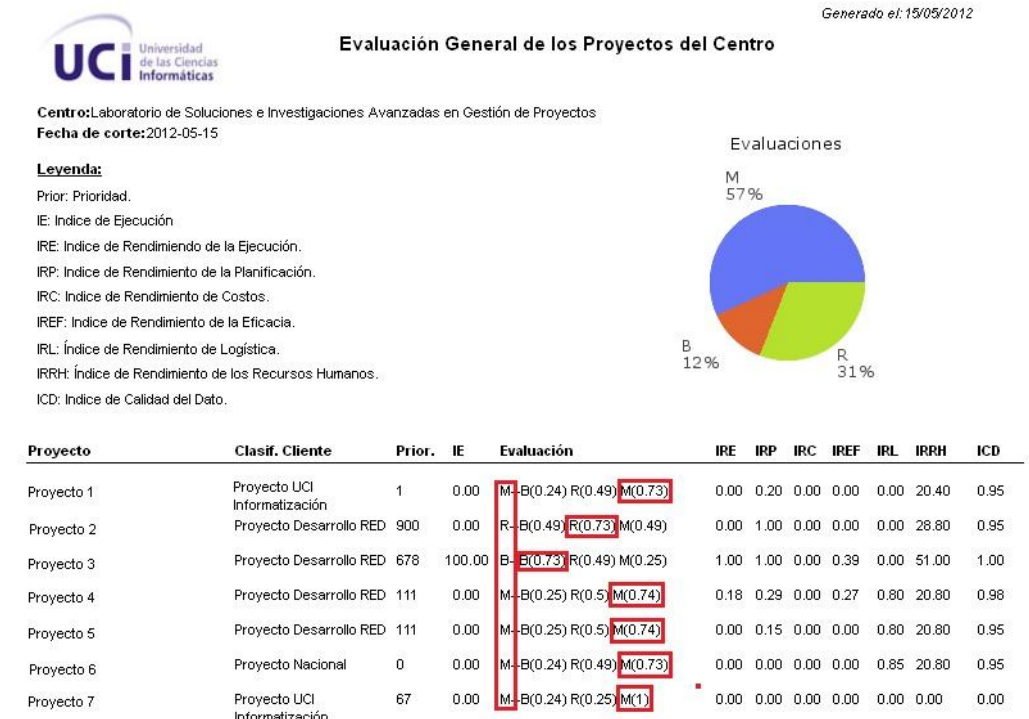 Generado el:15/05/2012
UCi Universidad
de las Ciencias
Informáticas
Evaluación General de los Proyectos del Centro
Centro:Laboratorio de Soluciones e Investigaciones Avanzadas en Gestión de Proyectos
Fecha de corte:2012-05-15
Leyenda:
Prior: Prioridad.
IE: Indice de Ejecución
IRE: Indice de Rendimiendo de la Ejecución.
IRP: Indice de Rendimiento de la Planificación.
IRC: Indice de Rendimiento de Costos.
IREF: Indice de Rendimiento de la Eficacia.
IRL: Índice de Rendimiento de Logística.
IRRH: Índice de Rendimiento de los Recursos Humanos.
ICD: Indice de Calidad del Dato.
Evaluaciones
M
57%
B
12%
R
31%
Proyecto Clasif. Cliente Prior. IE Evaluación IRE IRP IRC IREF IRL IRRH ICD
Proyecto 1 Proyecto UCI Informatización 1 0.00 M--B(0.24) R(0.49) M(0.73) 0.00 0.20 0.00 0.00 0.00 20.40 0.95
Proyecto 2 Proyecto Desarrollo RED 900 0.00 R--B(0.49) R(0.73) M(0.49) 0.00 1.00 0.00 0.00 0.00 28.80 0.95
Proyecto 3 Proyecto Desarrollo RED 678 100.00 B--B(0.73) R(0.49) M(0.25) 1.00 1.00 0.00 0.39 0.00 51.00 1.00
Proyecto 4 Proyecto Desarrollo RED 111 0.00 M--B(0.25) R(0.5) M(0.74) 0.18 0.29 0.00 0.27 0.80 20.80 0.98
Proyecto 5 Proyecto Desarrollo RED 111 0.00 M--B(0.25) R(0.5) M(0.74) 0.00 0.15 0.00 0.00 0.80 20.80 0.95
Proyecto 6 Proyecto Nacional 0 0.00 M--B(0.24) R(0.49) M(0.73) 0.00 0.00 0.00 0.00 0.85 20.80 0.95
Proyecto 7 Proyecto UCI Informatización 67 0.00 M--B(0.24) R(0.25) M(1) 0.00 0.00 0.00 0.00 0.00 0.00 0.00